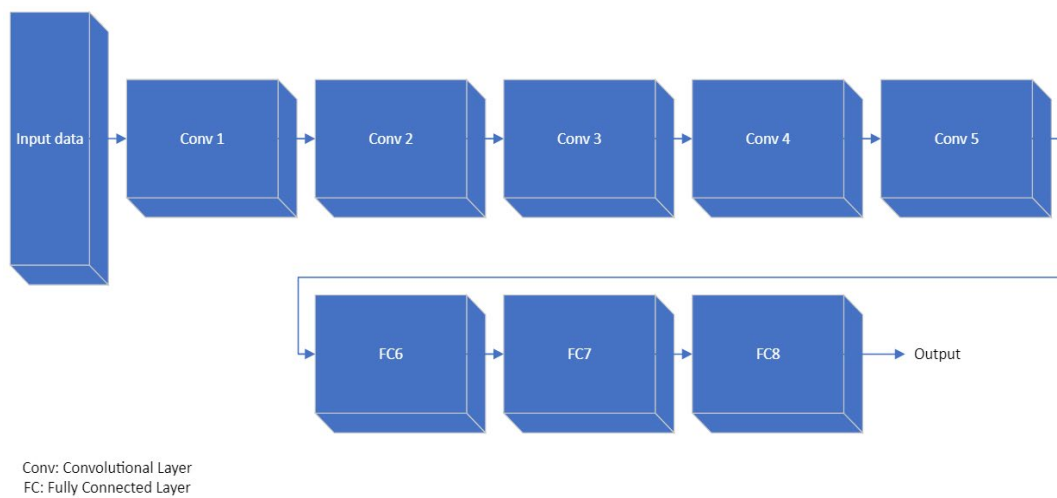 Input data
Conv 1
Conv 2
Conv 3
Conv 4
Conv 5
FC6
FC7
FC8
Output
Conv: Convolutional Layer
FC: Fully Connected Layer